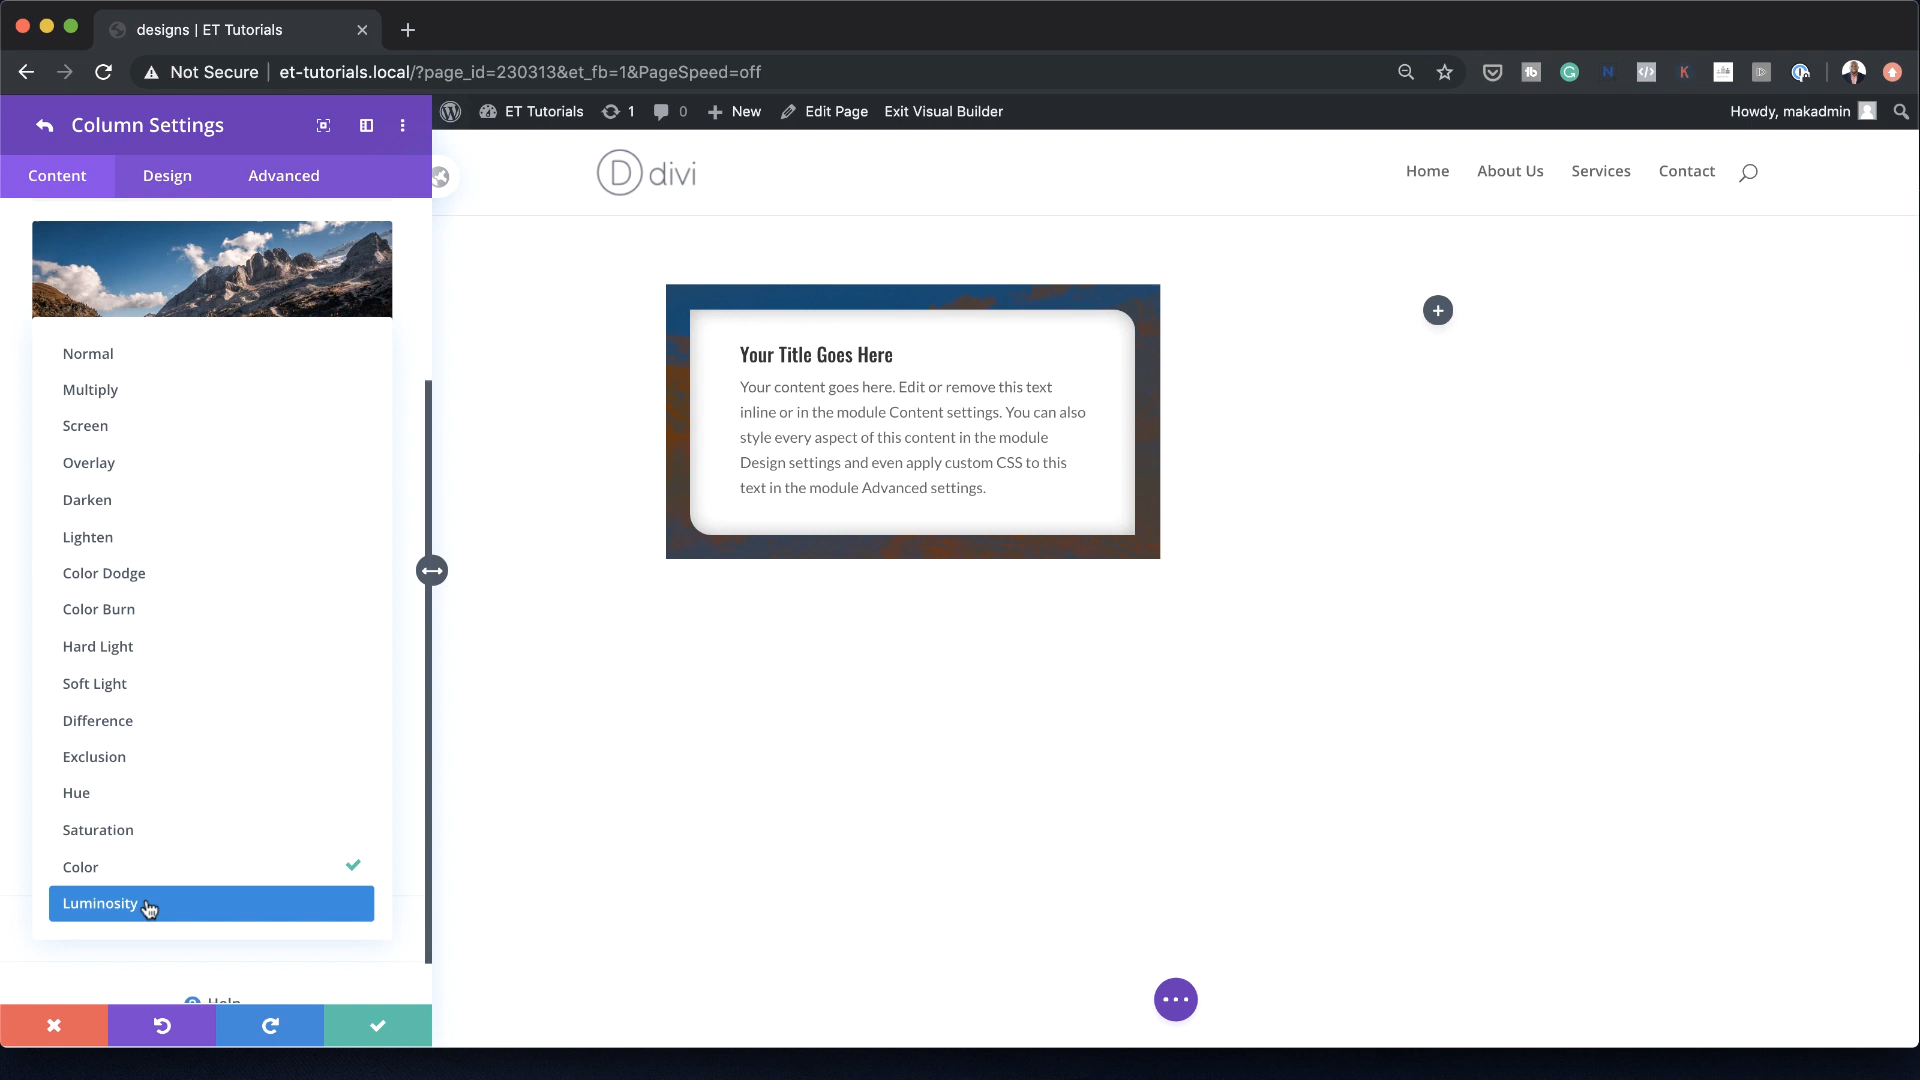 designs | ET Tutorials
Not Secure | et-tutorials.local/?page_id=230313&et_fb=1&PageSpeed=off
Column Settings
ET Tutorials
1
0
New
Edit Page
Exit Visual Builder
Howdy, makadmin
Content
Design
Advanced
divi
Home
About Us
Services
Contact
Normal
Multiply
Screen
Overlay
Darken
Lighten
Color Dodge
Color Burn
Hard Light
Soft Light
Difference
Exclusion
Hue
Saturation
Color
Luminosity
Help
Your Title Goes Here
Your content goes here. Edit or remove this text
inline or in the module Content settings. You can also
style every aspect of this content in the module
Design settings and even apply custom CSS to this
text in the module Advanced settings.